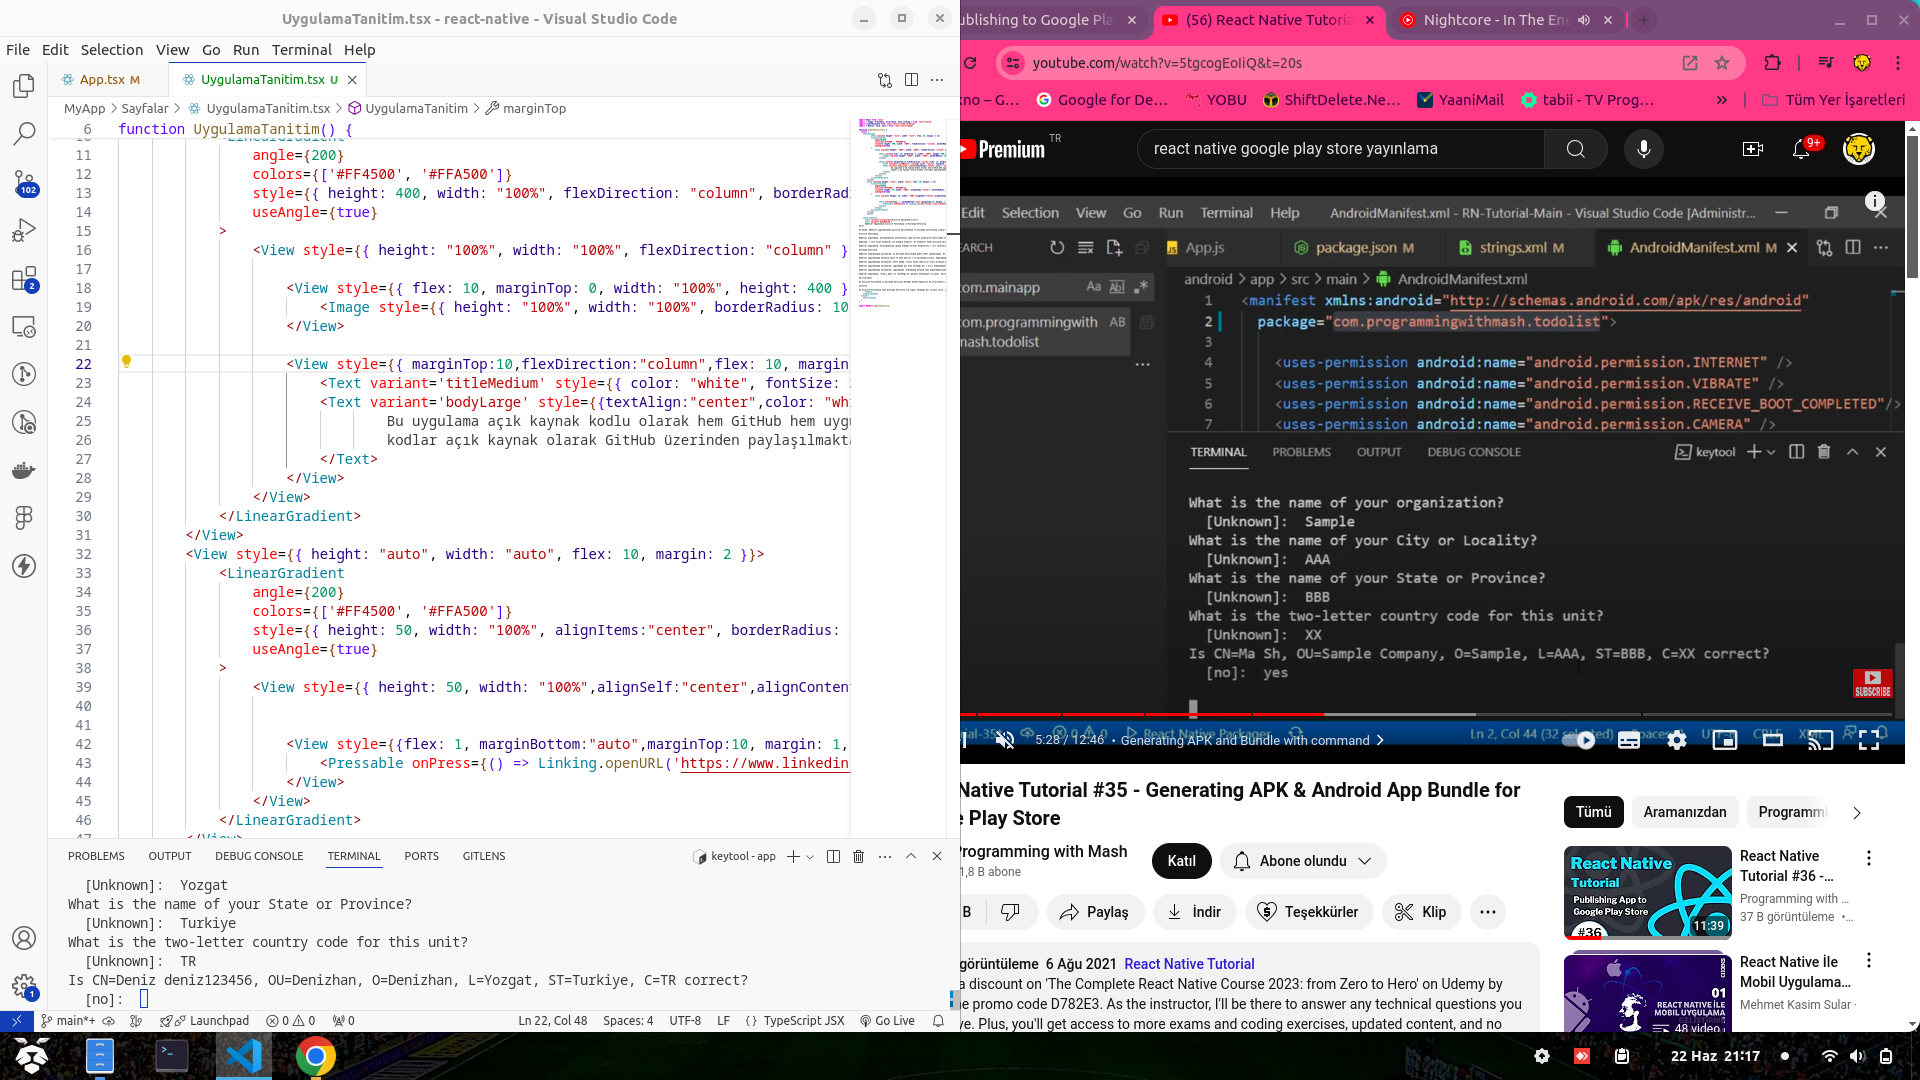 UygulamaTanitim.tsx - react-native - Visual Studio Code
File Edit Selection View Go Run Terminal Help
App.tsx M
UygulamaTanitim.tsx U
MyApp > Sayfalar > UygulamaTanitim.tsx > UygulamaTanitim > marginTop
6 function UygulamaTanitim() {
11 angle={200}
12 colors={['#FF4500', '#FFA500']}
13 style={{ height: 400, width: "100%", flexDirection: "column", borderRad
14 useAngle={true}
15 >
16 <View style={{ height: "100%", width: "100%", flexDirection: "column" }
17
18 <View style={{ flex: 10, marginTop: 0, width: "100%", height: 400 }
19 <Image style={{ height: "100%", width: "100%", borderRadius: 10
20 </View>
21
22 <View style={{ marginTop:10,flexDirection:"column",flex: 10, margin
23 <Text variant='titleMedium' style={{ color: "white", fontSize:
24 <Text variant='bodyLarge' style={{textAlign:"center",color: "wh
25 Bu uygulama açık kaynak kodlu olarak hem GitHub hem uyg
26 kodlar açık kaynak olarak GitHub üzerinden paylaşılmakta
27 </Text>
28 </View>
29 </View>
30 </LinearGradient>
31 </View>
32 <View style={{ height: "auto", width: "auto", flex: 10, margin: 2 }}>
33 <LinearGradient
34 angle={200}
35 colors={['#FF4500', '#FFA500']}
36 style={{ height: 50, width: "100%", alignItems:"center", borderRadius:
37 useAngle={true}
38 >
39 <View style={{ height: 50, width: "100%",alignSelf:"center",alignConten
40
41
42 <View style={{flex: 1, marginBottom:"auto",marginTop:10, margin: 1,
43 <Pressable onPress={() => Linking.openURL('https://www.linkedin
44 </View>
45 </View>
46 </LinearGradient>
102
2
PROBLEMS OUTPUT DEBUG CONSOLE TERMINAL PORTS GITLENS
keytool - app
[Unknown]: Yozgat
What is the name of your State or Province?
[Unknown]: Turkiye
What is the two-letter country code for this unit?
[Unknown]: TR
Is CN=Deniz deniz123456, OU=Denizhan, O=Denizhan, L=Yozgat, ST=Turkiye, C=TR correct?
[no]:
1
main*+ Launchpad 0 0 0 Ln 22, Col 48 Spaces: 4 UTF-8 LF {} TypeScript JSX Go Live
ublishing to Google Pla
(56) React Native Tutoria
Nightcore - In The En
youtube.com/watch?v=5tgcogEoIiQ&t=20s
kno – G...
Google for De...
YOBU
ShiftDelete.Ne...
YaaniMail
tabii - TV Prog...
»
Tüm Yer İşaretleri
Premium TR
react native google play store yayınlama
9+
Edit Selection View Go Run Terminal Help AndroidManifest.xml - RN-Tutorial-Main - Visual Studio Code [Administr...
EARCH
App.js
package.json M
strings.xml M
AndroidManifest.xml M
android > app > src > main > AndroidManifest.xml
com.mainapp
Aa ab
com.programmingwith AB
mash.todolist
1 <manifest xmlns:android="http://schemas.android.com/apk/res/android"
2 package="com.programmingwithmash.todolist">
3
4 <uses-permission android:name="android.permission.INTERNET" />
5 <uses-permission android:name="android.permission.VIBRATE" />
6 <uses-permission android:name="android.permission.RECEIVE_BOOT_COMPLETED"/>
7 <uses-permission android:name="android.permission.CAMERA" />
TERMINAL PROBLEMS OUTPUT DEBUG CONSOLE
keytool
What is the name of your organization?
[Unknown]: Sample
What is the name of your City or Locality?
[Unknown]: AAA
What is the name of your State or Province?
[Unknown]: BBB
What is the two-letter country code for this unit?
[Unknown]: XX
Is CN=Ma Sh, OU=Sample Company, O=Sample, L=AAA, ST=BBB, C=XX correct?
[no]: yes
SUBSCRIBE
5:28 / 12:46 • Generating APK and Bundle with command
React Native Packager
Ln 2, Col 44 (32 selected)
Native Tutorial #35 - Generating APK & Android App Bundle for
e Play Store
Programming with Mash
1,8 B abone
Katıl
Abone olundu
B
Paylaş
İndir
Teşekkürler
Klip
görüntüleme 6 Ağu 2021 React Native Tutorial
a discount on 'The Complete React Native Course 2023: from Zero to Hero' on Udemy by
e promo code D782E3. As the instructor, I'll be there to answer any technical questions you
ve. Plus, you'll get access to more exams and coding exercises, updated content, and no
Tümü
Aramanızdan
Programmi
React Native
Tutorial
Publishing App to
Google Play Store
#36
11:39
React Native
Tutorial #36 -...
Programming with ...
37 B görüntüleme •...
01
REACT NATIVE İLE
MOBIL UYGULAMA
GELİŞTİRME
48 video
React Native İle
Mobil Uygulama...
Mehmet Kasim Sular ·
22 Haz 21:17